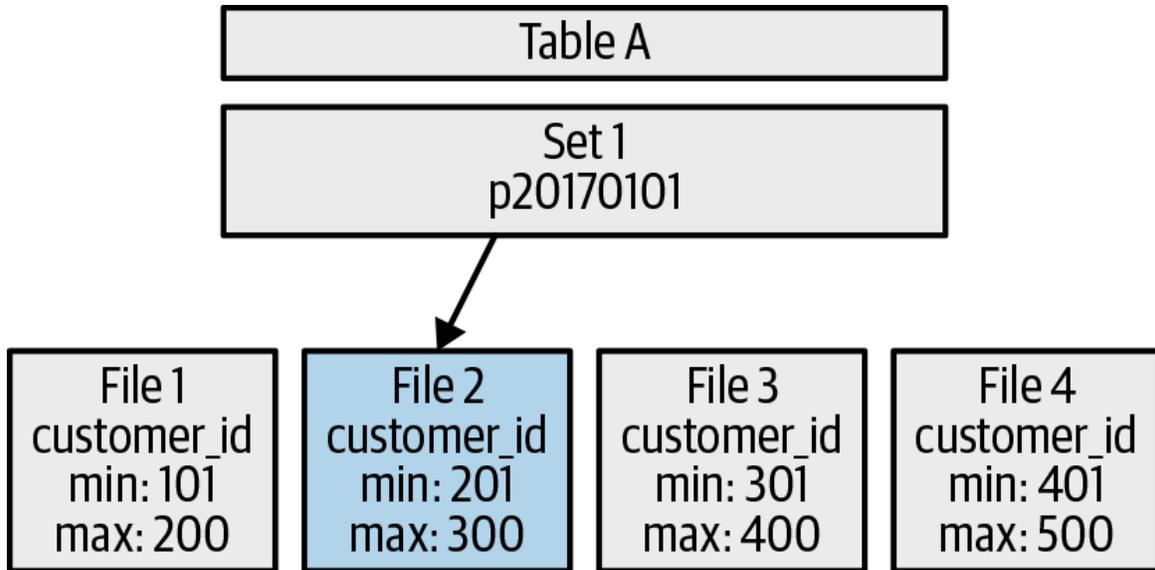 Table A
Set 1
p20170101
File 1
customer_id
min: 101
max: 200
File 2
customer_id
min: 201
max: 300
File 3
customer_id
min: 301
max: 400
File 4
customer_id
min: 401
max: 500